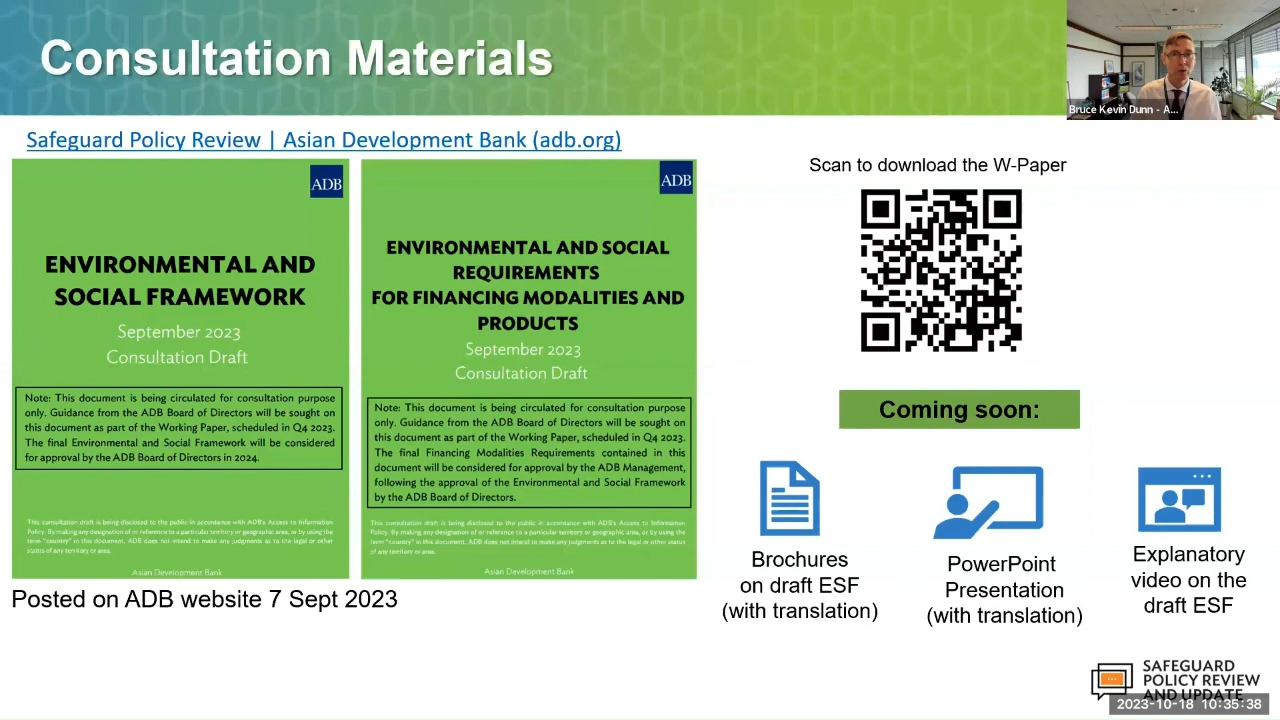 Consultation Materials
Bruce Kevin Dunn - A...
Safeguard Policy Review | Asian Development Bank (adb.org)
ADB
ENVIRONMENTAL AND
SOCIAL FRAMEWORK
September 2023
Consultation Draft
Note: This document is being circulated for consultation purpose
only. Guidance from the ADB Board of Directors will be sought on
this document as part of the Working Paper, scheduled in Q4 2023.
The final Environmental and Social Framework will be considered
for approval by the ADB Board of Directors in 2024.
This consultation draft is being disclosed to the public in accordance with ADB's Access to Information
Policy. By making any designation of or reference to a particular territory or geographic area, or by using the
term "country" in this document, ADB does not intend to make any judgments as to the legal or other
status of any territory or area.
Asian Development Bank
ADB
ENVIRONMENTAL AND SOCIAL
REQUIREMENTS
FOR FINANCING MODALITIES AND
PRODUCTS
September 2023
Consultation Draft
Note: This document is being circulated for consultation purpose
only. Guidance from the ADB Board of Directors will be sought on
this document as part of the Working Paper, scheduled in Q4 2023.
The final Financing Modalities Requirements contained in this
document will be considered for approval by the ADB Management,
following the approval of the Environmental and Social Framework
by the ADB Board of Directors.
This consultation draft is being disclosed to the public in accordance with ADB's Access to Information
Policy. By making any designation of or reference to a particular territory or geographic area, or by using the
term "country" in this document, ADB does not intend to make any judgments as to the legal or other status
of any territory or area.
Asian Development Bank
Posted on ADB website 7 Sept 2023
Scan to download the W-Paper
Coming soon:
Brochures
on draft ESF
(with translation)
PowerPoint
Presentation
(with translation)
Explanatory
video on the
draft ESF
SAFEGUARD
POLICY REVIEW
AND UPDATE
2023-10-18 10:35:38